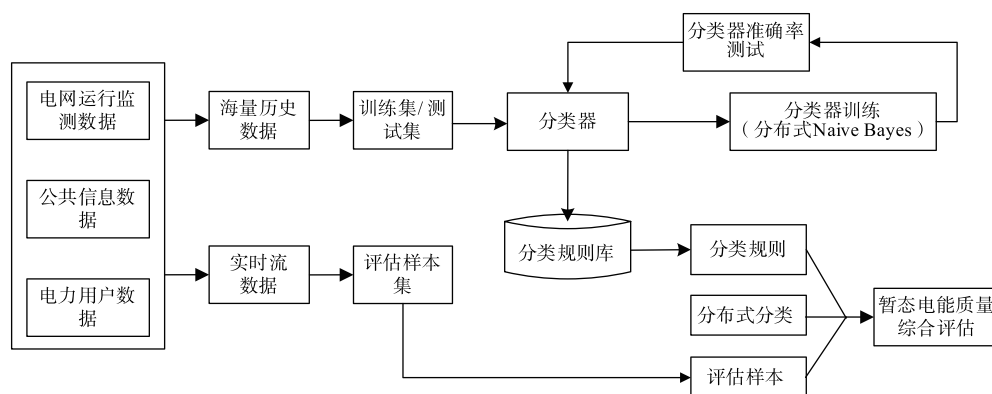 电网运行监
测数据
公共信息数
据
电力用户数
据
海量历史
数据
训练集/测
试集
分类器
分类器准确率
测试
分类器训练
（分布式Naive Bayes）
分类规则库
实时流
数据
评估样本
集
分类规则
分布式分类
评估样本
暂态电能质量
综合评估